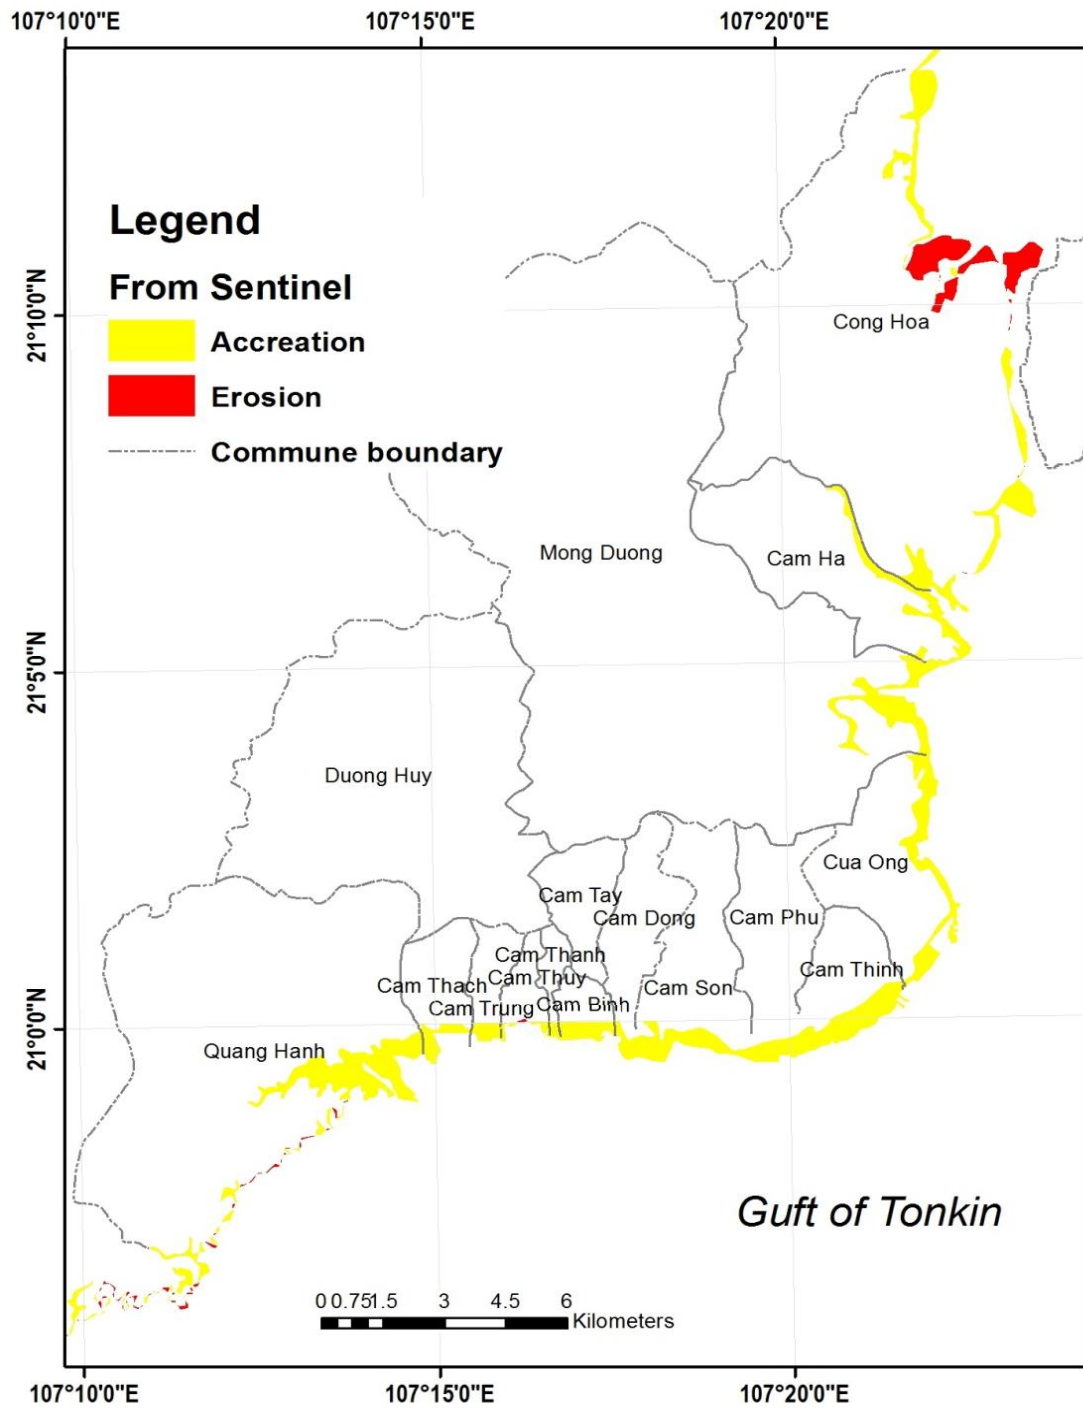 107°10'0"E 107°15'0"E 107°20'0"E
Legend
From Sentinel
21°10'0"N
Cong Hoa
Accreation
Erosion
Commune boundary
Mong Duong
Cam Ha
21°5'0"N
Duong Huy
Cua Ong
Cam Tay
Cam Dong
Cam Phu
Cam Thanh
Cam Thinh
Cam Thuy
Cam Thach
Cam Son
Cam Binh
Cam Trung
21°0'0"N
Quang Hanh
Guft of Tonkin
0 0.75 1.5 3 4.5 6
Kilometers
107°10'0"E 107°15'0"E 107°20'0"E